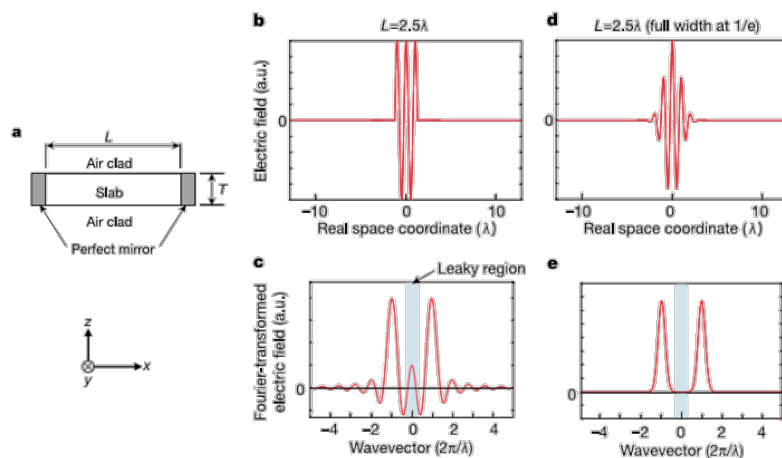 b
L=2.5λ
d
L=2.5λ (full width at 1/e)
a
L
Air clad
Slab
T
Air clad
Perfect mirror
z
y
x
Electric field (a.u.)
0
−10
0
10
Real space coordinate (λ)
0
−10
0
10
Real space coordinate (λ)
c
Leaky region
e
Fourier-transformed
electric field (a.u.)
0
−4
−2
0
2
4
Wavevector (2π/λ)
0
−4
−2
0
2
4
Wavevector (2π/λ)